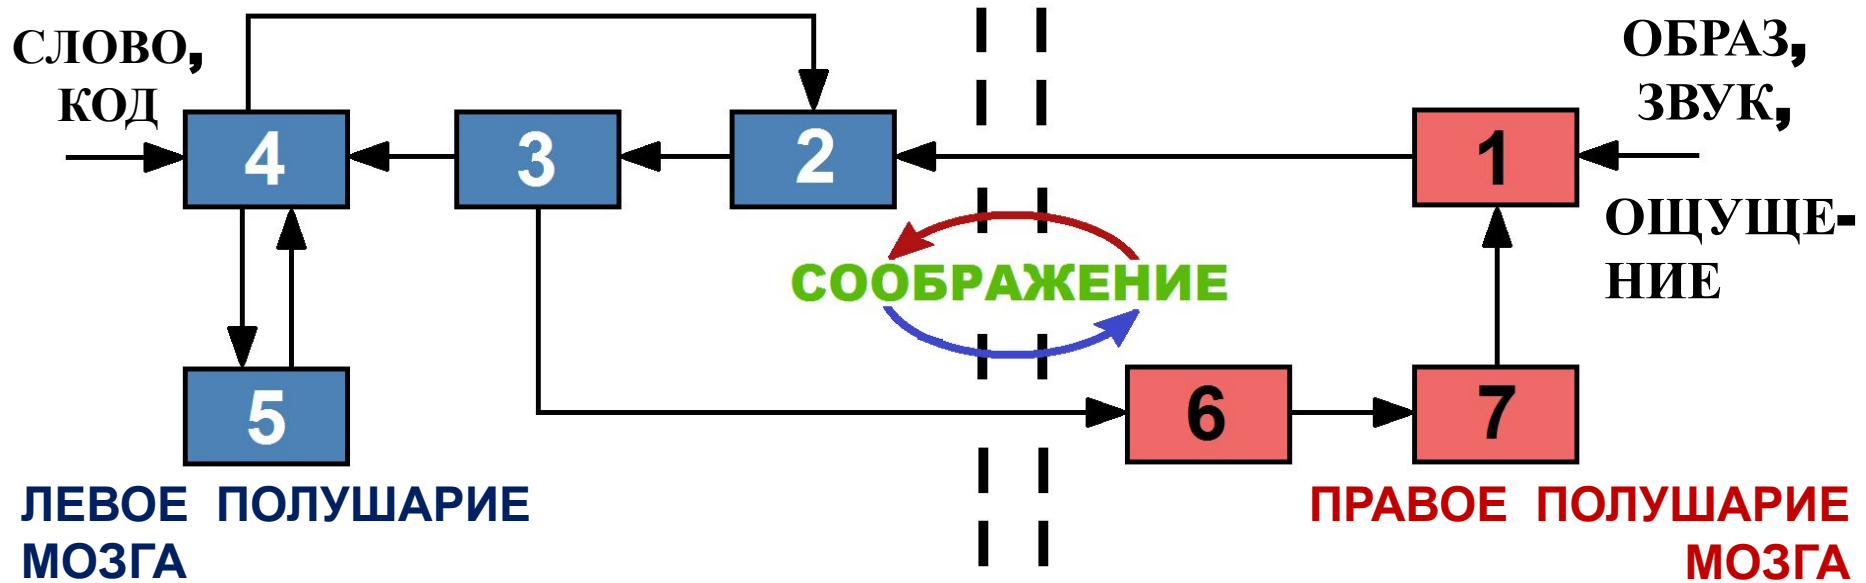 СЛОВО,
КОД
ОБРАЗ,
ЗВУК,
4
3
2
1
ОЩУЩЕ-
НИЕ
СООБРАЖЕНИЕ
5
6
7
ЛЕВОЕ ПОЛУШАРИЕ
МОЗГА
ПРАВОЕ ПОЛУШАРИЕ
МОЗГА